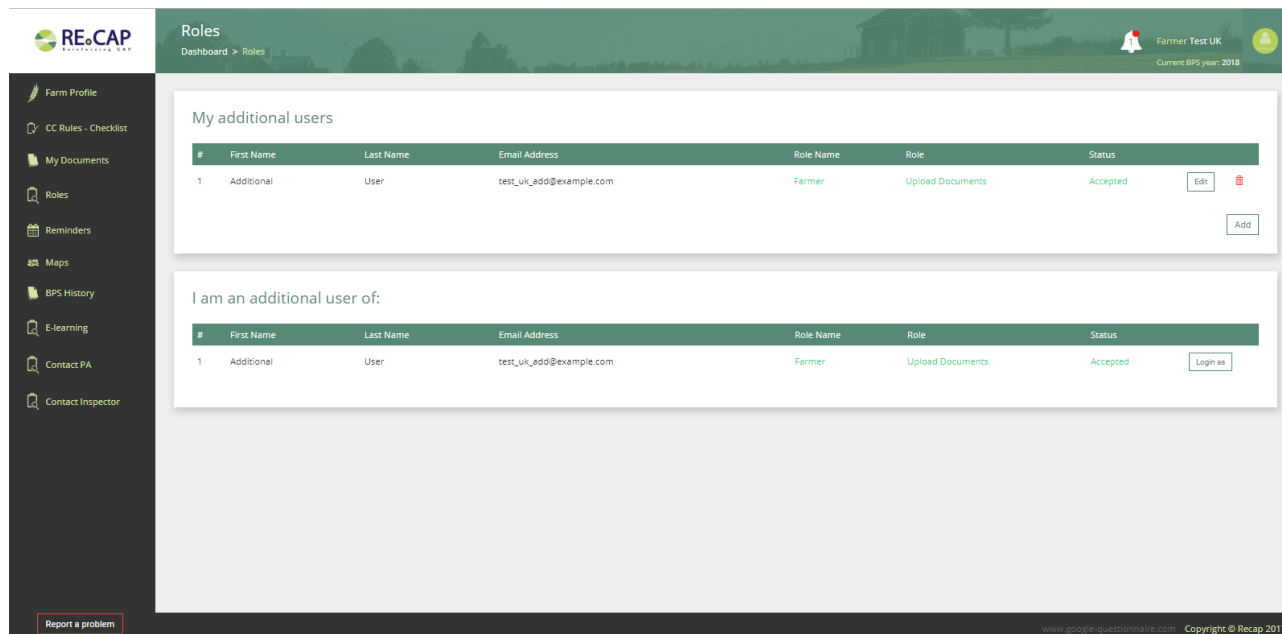 RE.CAP
Reinforcing CAP
Roles
Dashboard > Roles
1
Farmer Test UK
Current BPS year: 2018
Farm Profile
CC Rules - Checklist
My Documents
Roles
Reminders
Maps
BPS History
E-learning
Contact PA
Contact Inspector
My additional users
# First Name Last Name Email Address Role Name Role Status
1 Additional User test_uk_add@example.com Farmer Upload Documents Accepted Edit
Add
I am an additional user of:
# First Name Last Name Email Address Role Name Role Status
1 Additional User test_uk_add@example.com Farmer Upload Documents Accepted Login as
Report a problem
www.google-questionnaire.com Copyright © Recap 201